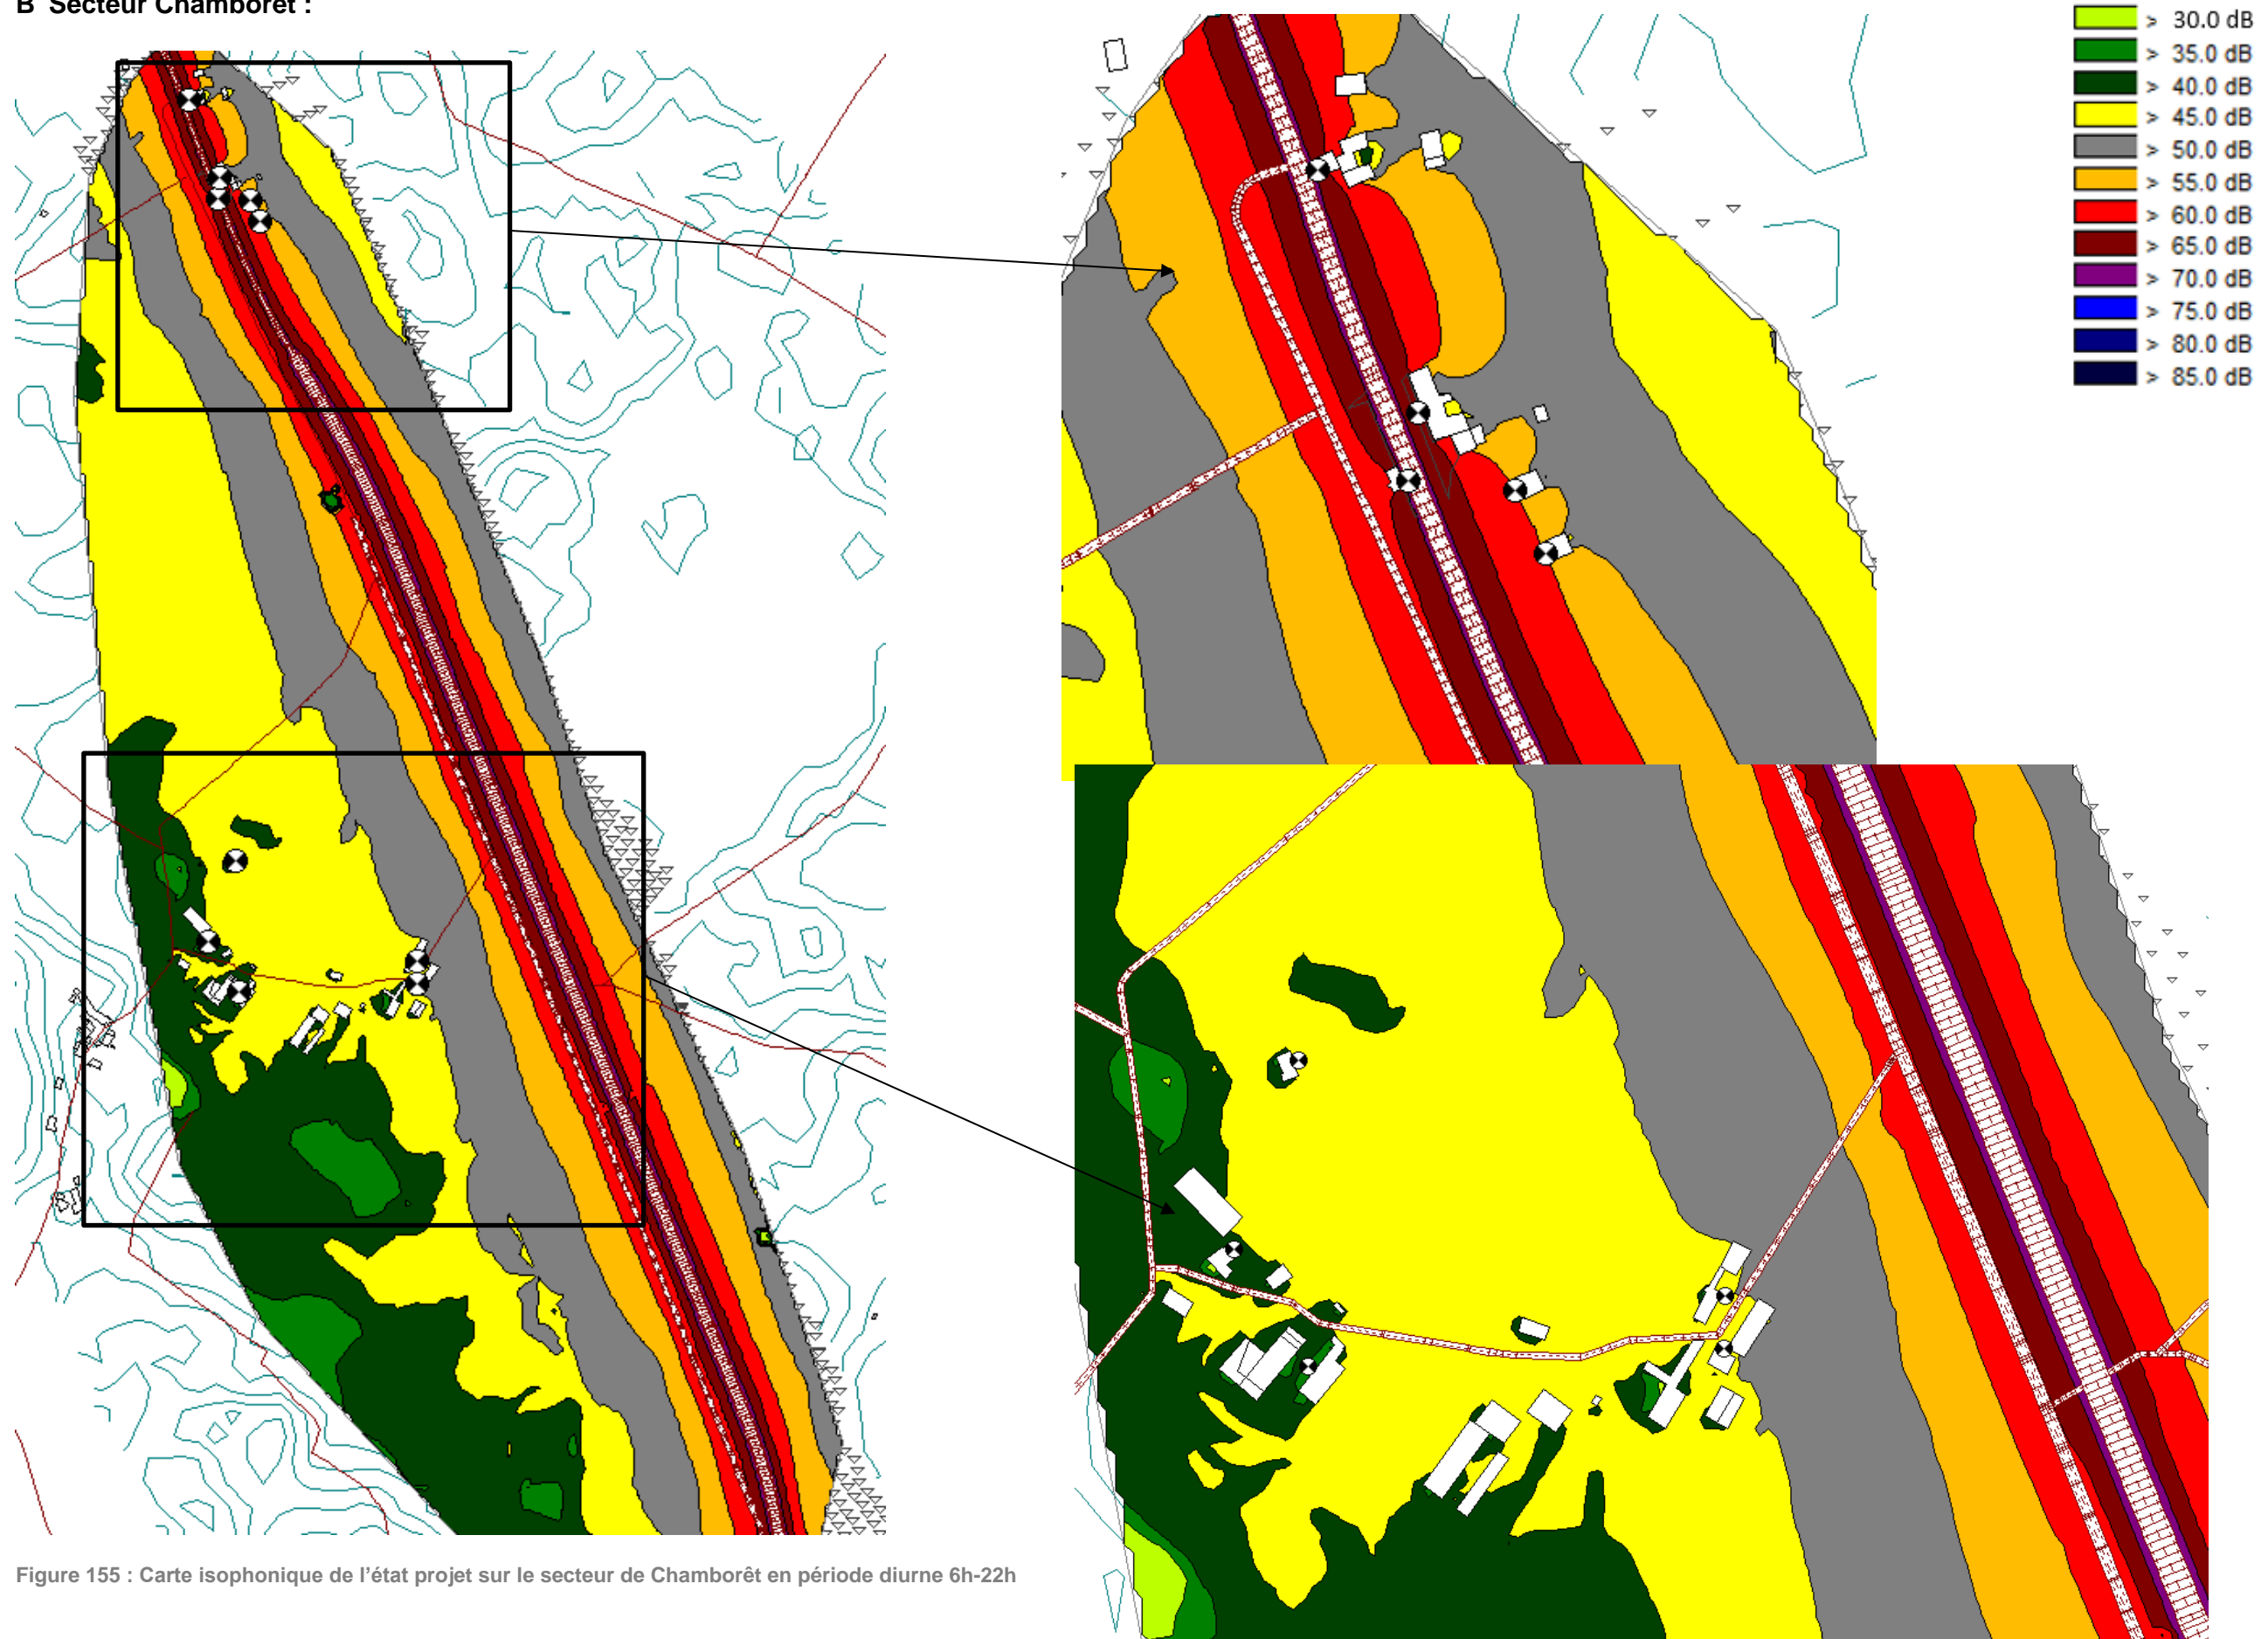 B Secteur Chamborêt :
> 30.0 dB
> 35.0 dB
> 40.0 dB
> 45.0 dB
> 50.0 dB
> 55.0 dB
> 60.0 dB
> 65.0 dB
> 70.0 dB
> 75.0 dB
> 80.0 dB
> 85.0 dB
Figure 155 : Carte isophonique de l'état projet sur le secteur de Chamborêt en période diurne 6h-22h